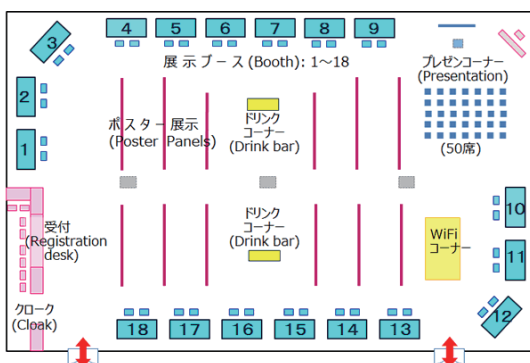 3
4
5
6
7
8
9
展示ブース(Booth): 1～18
プレゼンコーナー
(Presentation)
2
ポスター展示
(Poster Panels)
ドリンク
コーナー
(Drink bar)
(50席)
1
受付
(Registration
desk)
ドリンク
コーナー
(Drink bar)
WiFi
コーナー
10
11
クローク
(Cloak)
12
18
17
16
15
14
13